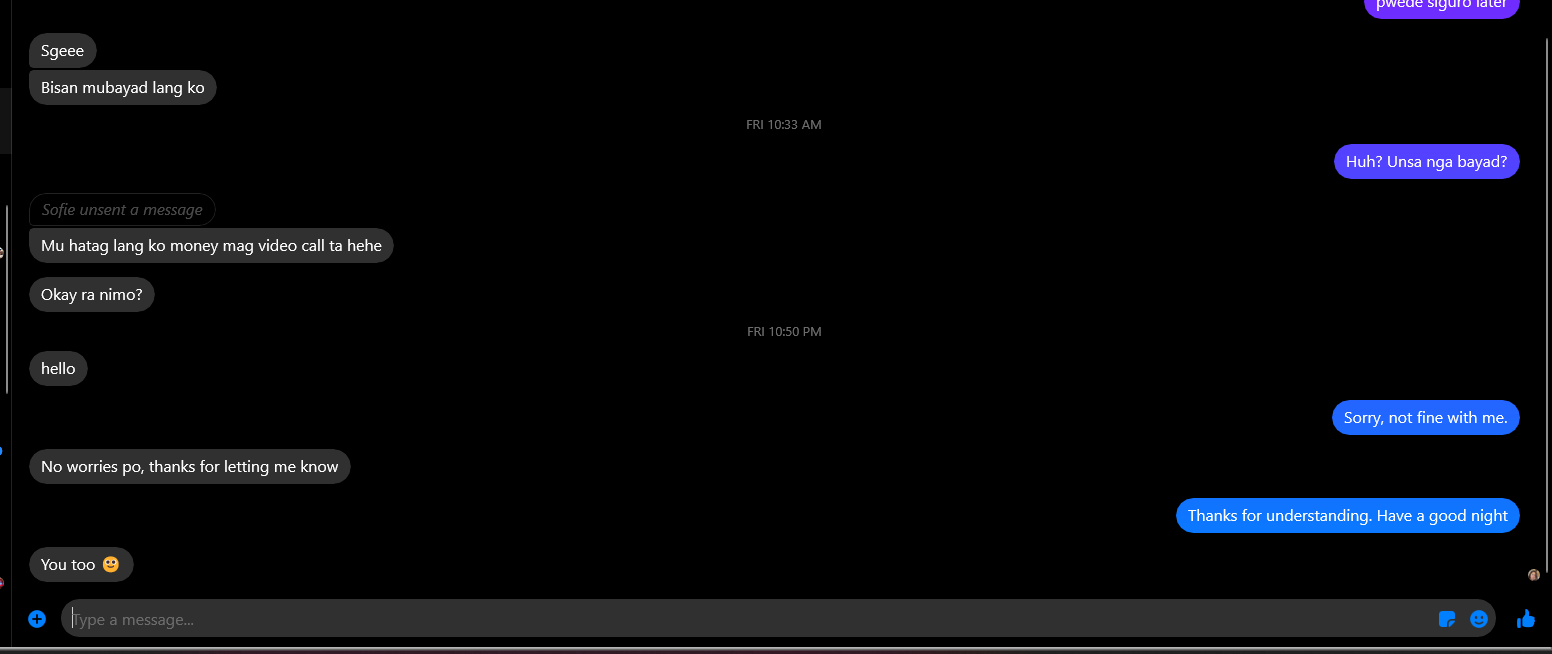 pwede siguro later
Sgeee
Bisan mubayad lang ko
FRI 10:33 AM
Huh? Unsa nga bayad?
Sofie unsent a message
Mu hatag lang ko money mag video call ta hehe
Okay ra nimo?
FRI 10:50 PM
hello
Sorry, not fine with me.
No worries po, thanks for letting me know
Thanks for understanding. Have a good night
You too 🙂
Type a message...